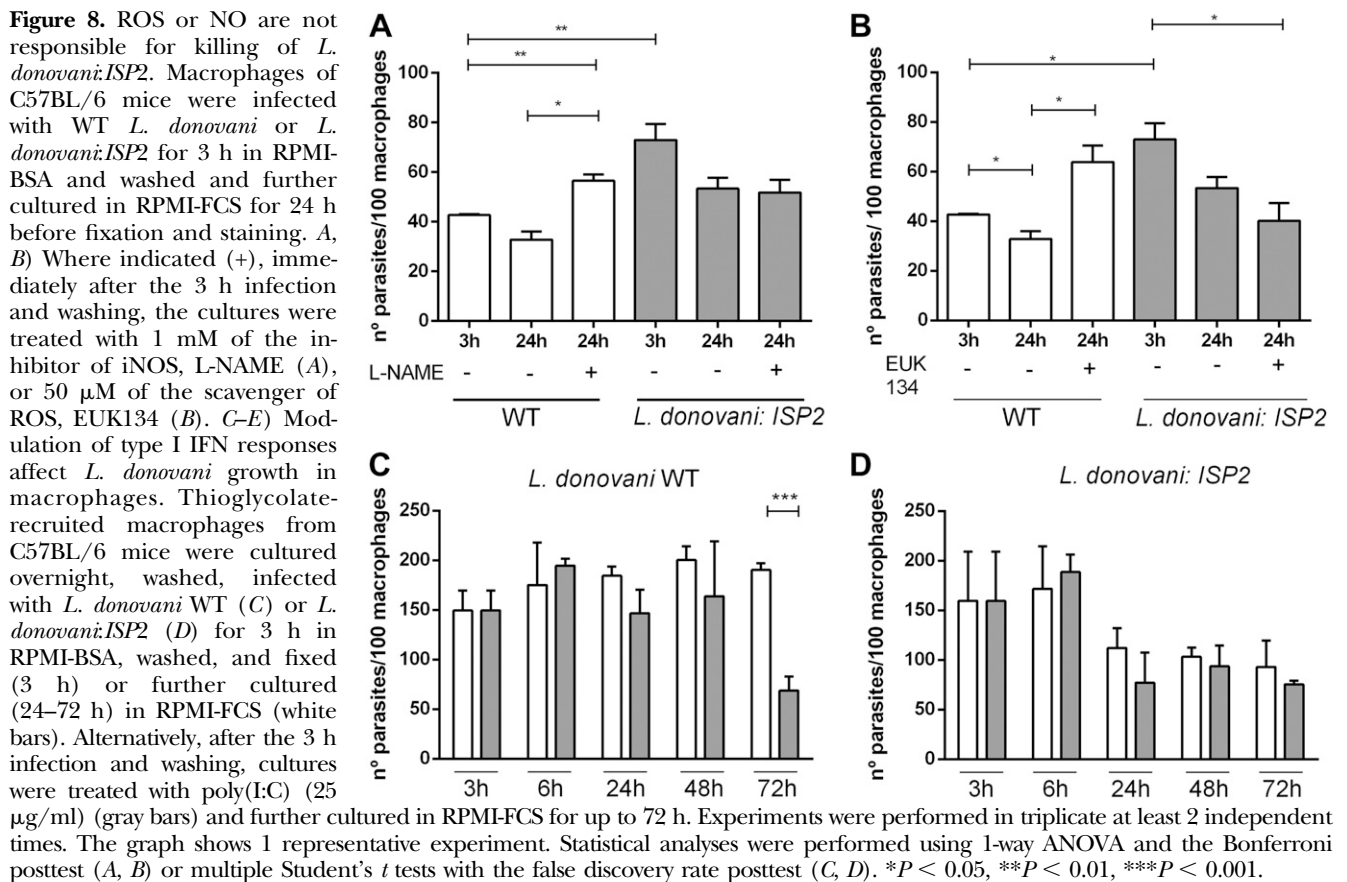 Figure 8. ROS or NO are not
responsible for killing of L.
donovani:ISP2. Macrophages of
C57BL/6 mice were infected
with WT L. donovani or L.
donovani:ISP2 for 3 h in RPMI-
BSA and washed and further
cultured in RPMI-FCS for 24 h
before fixation and staining. A,
B) Where indicated (+), imme-
diately after the 3 h infection
and washing, the cultures were
treated with 1 mM of the in-
hibitor of iNOS, L-NAME (A),
or 50 μM of the scavenger of
ROS, EUK134 (B). C–E) Mod-
ulation of type I IFN responses
affect L. donovani growth in
macrophages. Thioglycolate-
recruited macrophages from
C57BL/6 mice were cultured
overnight, washed, infected
with L. donovani WT (C) or L.
donovani:ISP2 (D) for 3 h in
RPMI-BSA, washed, and fixed
(3 h) or further cultured
(24–72 h) in RPMI-FCS (white
bars). Alternatively, after the 3 h
infection and washing, cultures
were treated with poly(I:C) (25
μg/ml) (gray bars) and further cultured in RPMI-FCS for up to 72 h. Experiments were performed in triplicate at least 2 independent
times. The graph shows 1 representative experiment. Statistical analyses were performed using 1-way ANOVA and the Bonferroni
posttest (A, B) or multiple Student's t tests with the false discovery rate posttest (C, D). *P < 0.05, **P < 0.01, ***P < 0.001.
A
**
**
*
nº parasites/100 macrophages
100
80
60
40
20
0
3h 24h 24h 3h 24h 24h
L-NAME - - + - - +
WT L. donovani: ISP2
B
*
*
*
*
nº parasites/ 100 macrophages
100
80
60
40
20
0
3h 24h 24h 3h 24h 24h
EUK - - + - - +
134
WT L. donovani: ISP2
C
L. donovani WT
***
nº parasites/100 macrophages
250
200
150
100
50
0
3h 6h 24h 48h 72h
D
L. donovani: ISP2
nº parasites/100 macrophages
250
200
150
100
50
0
3h 6h 24h 48h 72h